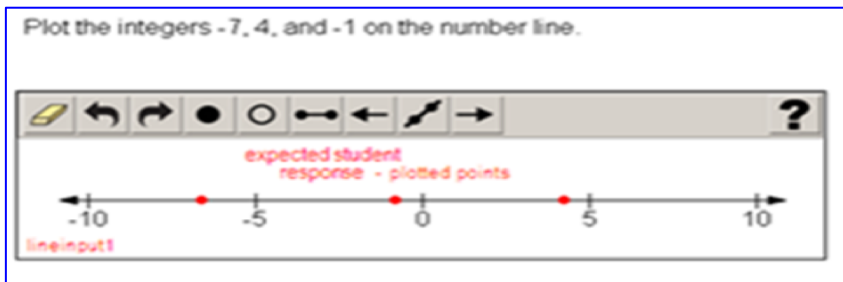 Plot the integers -7, 4, and -1 on the number line.
?
expected student
response - plotted points
-10 -5 0 5 10
lineinput1